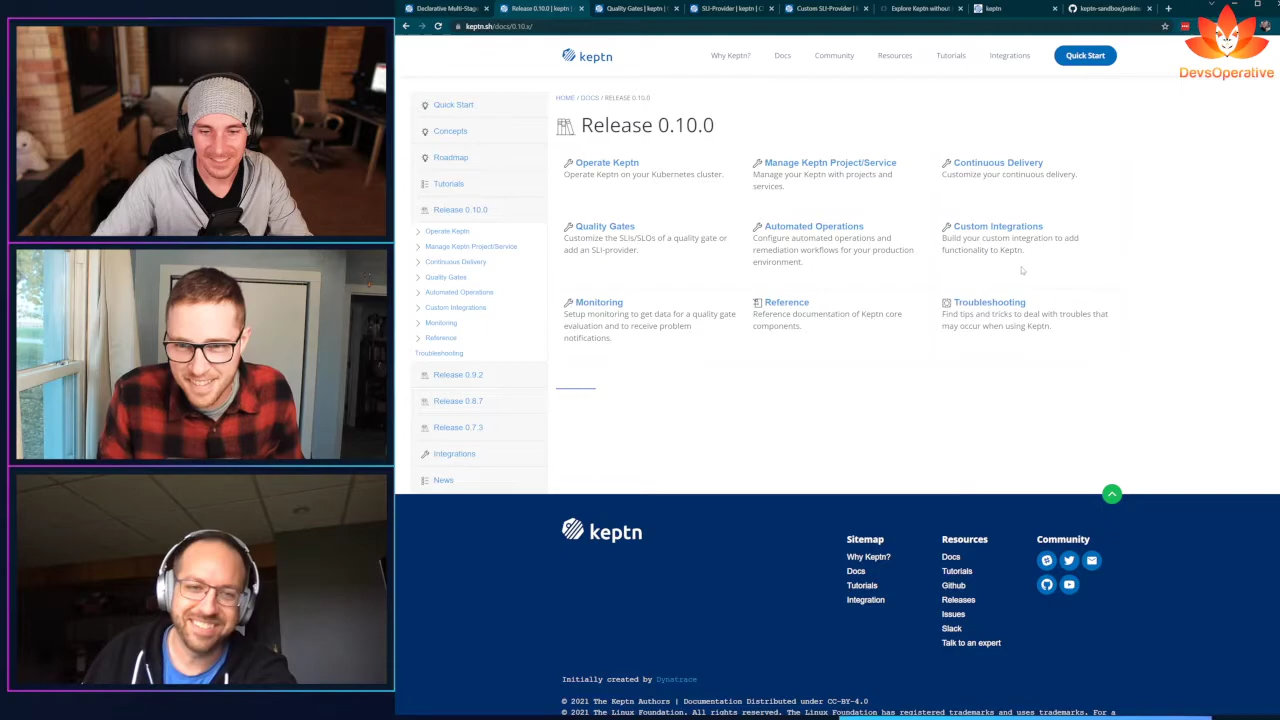 Declarative Multi-Stag
Release 0.10.0 | keptn |
Quality Gates | keptn | 
SLI-Provider | keptn | C
Custom SLI-Provider |
Explore Keptn without
keptn
keptn-sandbox/jenkin
keptn.sh/docs/0.10.x/
DevsOperative
keptn
Why Keptn?
Docs
Community
Resources
Tutorials
Integrations
Quick Start
Quick Start
Concepts
Roadmap
Tutorials
Release 0.10.0
Operate Keptn
Manage Keptn Project/Service
Continuous Delivery
Quality Gates
Automated Operations
Custom Integrations
Monitoring
Reference
Troubleshooting
Release 0.9.2
Release 0.8.7
Release 0.7.3
Integrations
News
HOME / DOCS / RELEASE 0.10.0
Release 0.10.0
Operate Keptn
Operate Keptn on your Kubernetes cluster.
Manage Keptn Project/Service
Manage your Keptn with projects and
services.
Continuous Delivery
Customize your continuous delivery.
Quality Gates
Customize the SLIs/SLOs of a quality gate or
add an SLI-provider.
Automated Operations
Configure automated operations and
remediation workflows for your production
environment.
Custom Integrations
Build your custom integration to add
functionality to Keptn.
Monitoring
Setup monitoring to get data for a quality gate
evaluation and to receive problem
notifications.
Reference
Reference documentation of Keptn core
components.
Troubleshooting
Find tips and tricks to deal with troubles that
may occur when using Keptn.
keptn
Sitemap
Why Keptn?
Docs
Tutorials
Integration
Resources
Docs
Tutorials
Github
Releases
Issues
Slack
Talk to an expert
Community
Initially created by Dynatrace
© 2021 The Keptn Authors | Documentation Distributed under CC-BY-4.0
© 2021 The Linux Foundation. All rights reserved. The Linux Foundation has registered trademarks and uses trademarks. For a